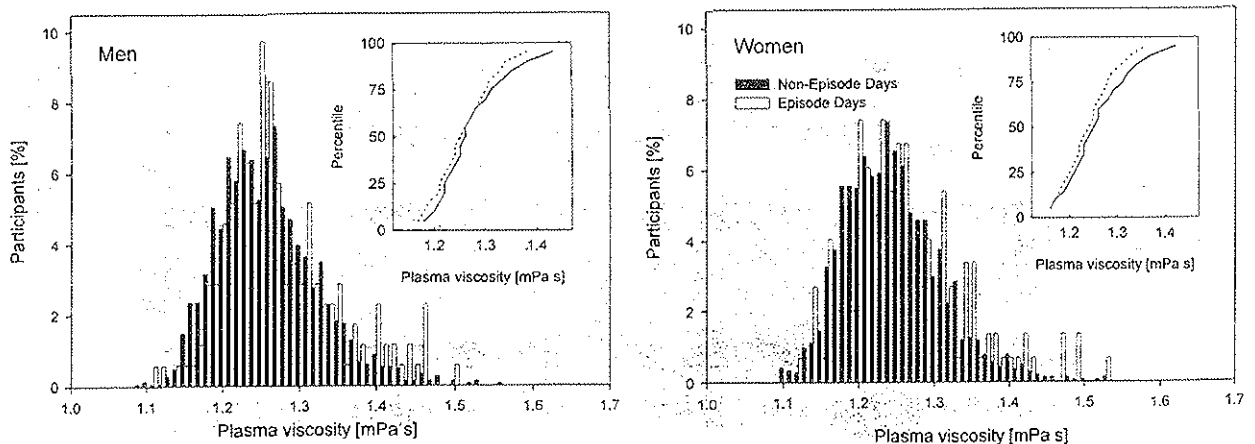 Men
10
8
6
4
2
0
Participants [%]
1.0 1.1 1.2 1.3 1.4 1.5 1.6 1.7
Plasma viscosity [mPa s]
100
75
50
25
0
Percentile
1.2 1.3 1.4
Plasma viscosity [mPa s]
Women
Non-Episode Days
Episode Days
10
8
6
4
2
0
Participants [%]
1.0 1.1 1.2 1.3 1.4 1.5 1.6 1.7
Plasma viscosity [mPa s]
100
75
50
25
0
Percentile
1.2 1.3 1.4
Plasma viscosity [mPa s]